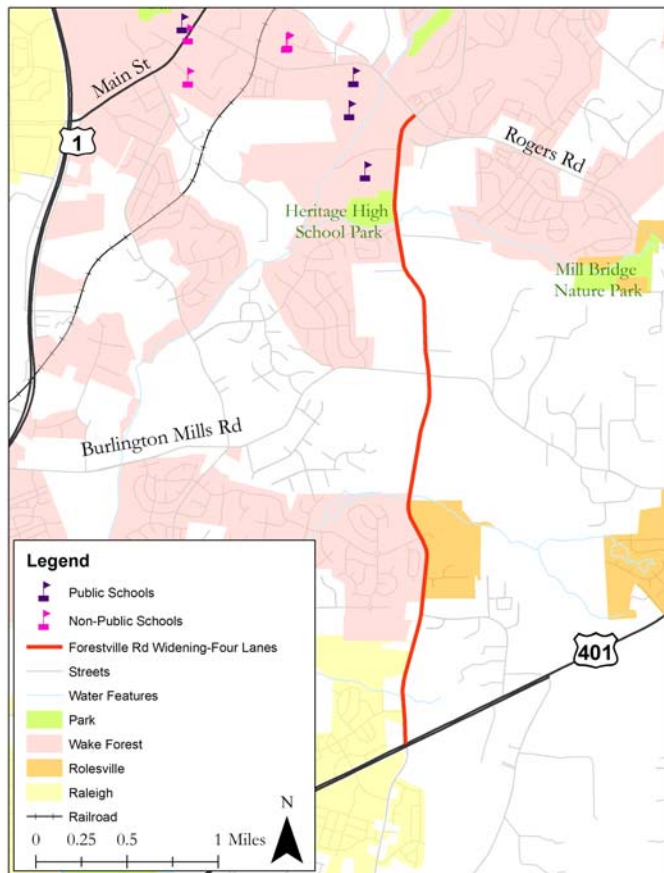 Main St
1
Rogers Rd
Heritage High
School Park
Mill Bridge
Nature Park
Burlington Mills Rd
401
Legend
Public Schools
Non-Public Schools
Forestville Rd Widening-Four Lanes
Streets
Water Features
Park
Wake Forest
Rolesville
Raleigh
Railroad
N
0 0.25 0.5 1 Miles